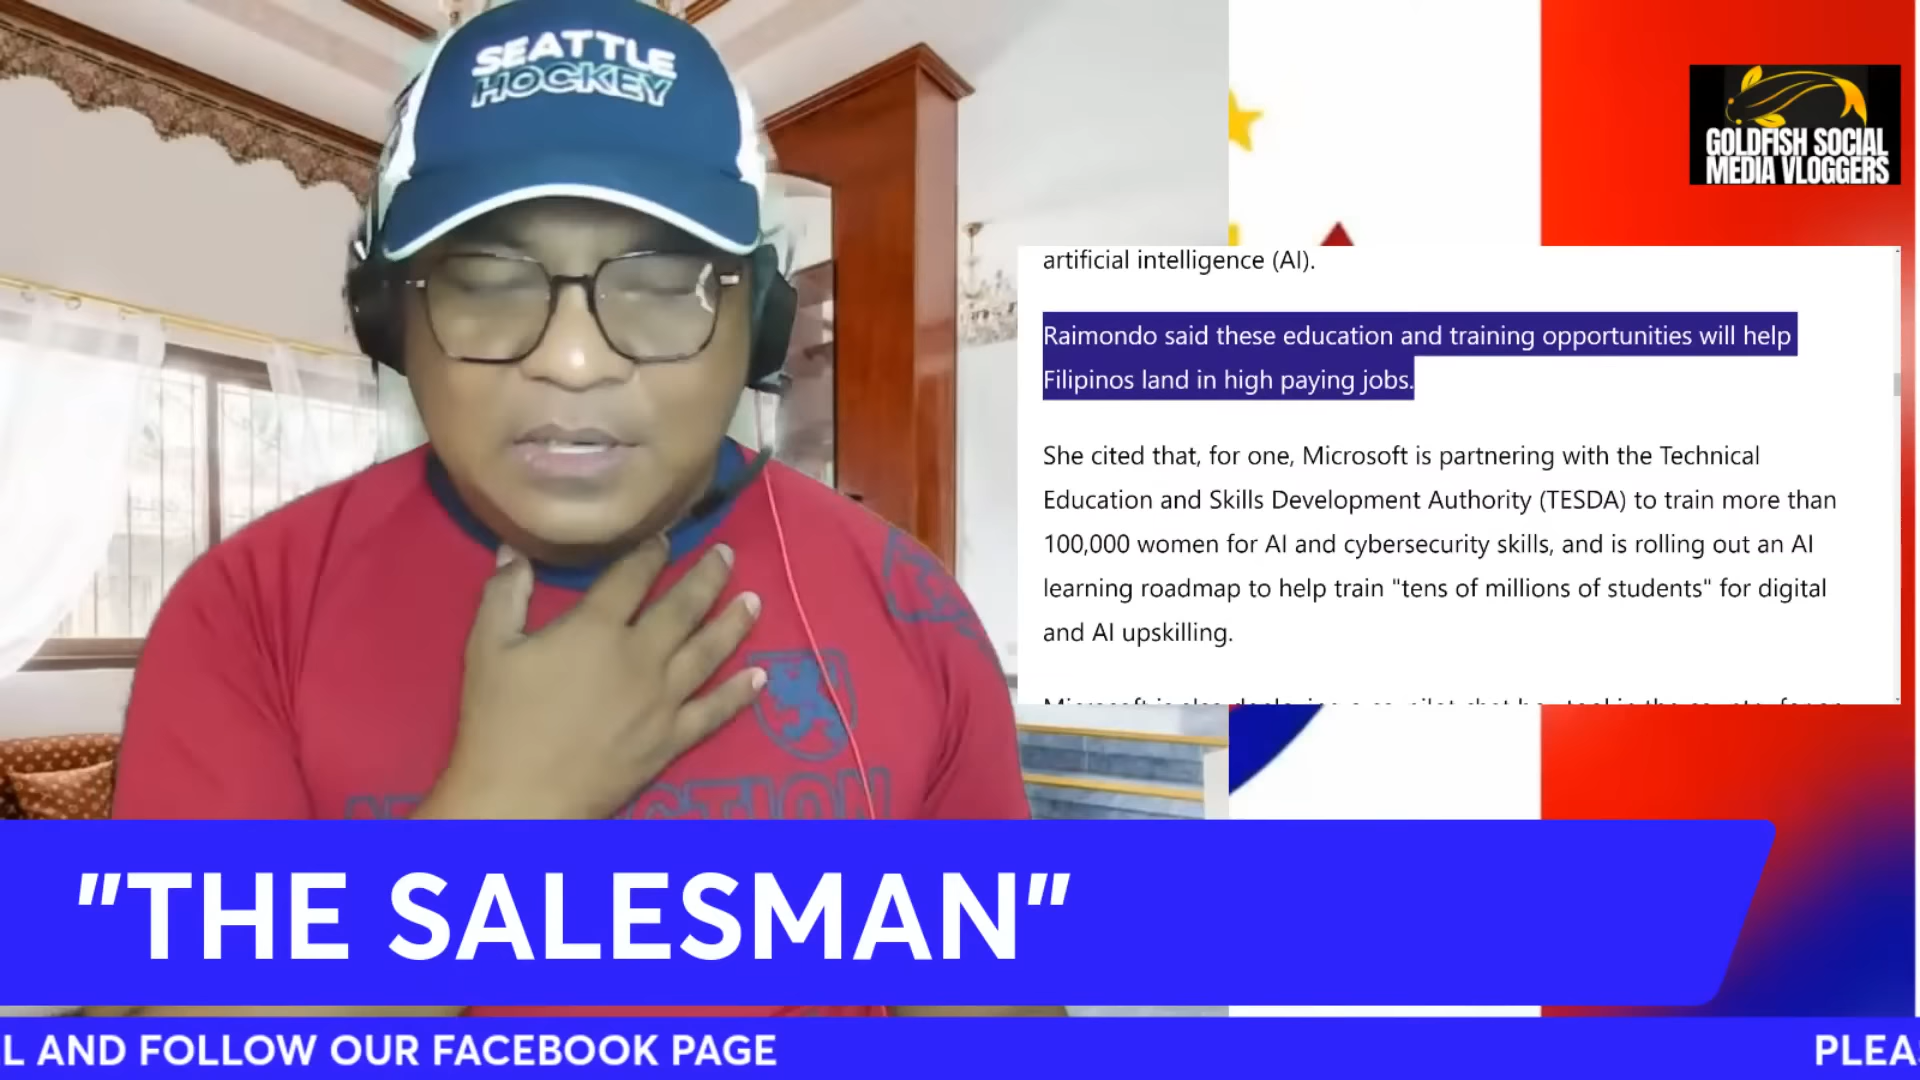 SEATTLE
HOCKEY
GOLDFISH SOCIAL
MEDIA VLOGGERS
artificial intelligence (AI).
Raimondo said these education and training opportunities will help
Filipinos land in high paying jobs.
She cited that, for one, Microsoft is partnering with the Technical
Education and Skills Development Authority (TESDA) to train more than
100,000 women for AI and cybersecurity skills, and is rolling out an AI
learning roadmap to help train "tens of millions of students" for digital
and AI upskilling.
"THE SALESMAN"
L AND FOLLOW OUR FACEBOOK PAGE
PLEA